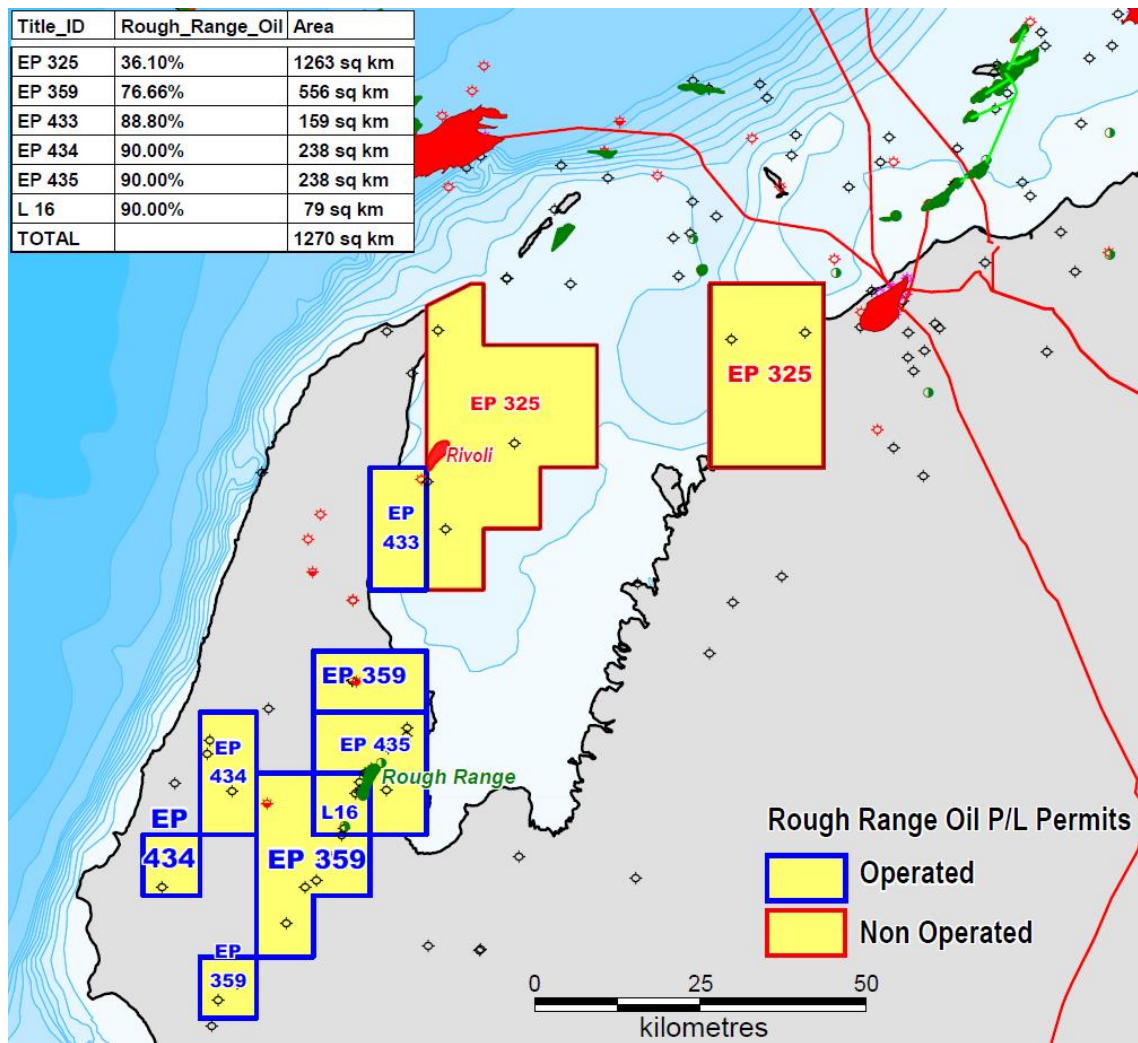 Title_ID Rough_Range_Oil Area
EP 325 36.10% 1263 sq km
EP 359 76.66% 556 sq km
EP 433 88.80% 159 sq km
EP 434 90.00% 238 sq km
EP 435 90.00% 238 sq km
L 16 90.00% 79 sq km
TOTAL 1270 sq km
EP 325
EP 325
Rivoli
EP
433
EP 359
EP
434
EP 435
Rough Range
L16
EP
434
EP 359
EP
359
Rough Range Oil P/L Permits
Operated
Non Operated
0 25 50
kilometres